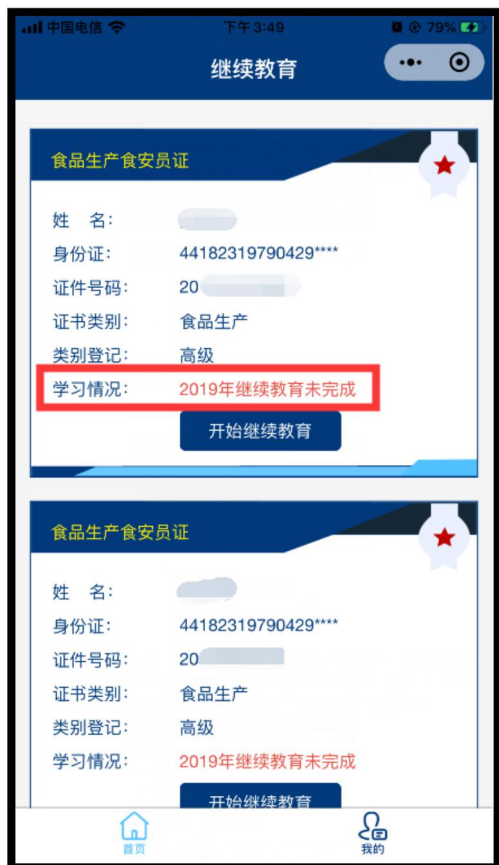 中国电信 下午3:49 79%
继续教育
食品生产食安员证
姓 名:
身份证: 44182319790429****
证件号码: 20
证书类别: 食品生产
类别登记: 高级
学习情况: 2019年继续教育未完成
开始继续教育
食品生产食安员证
姓 名:
身份证: 44182319790429****
证件号码: 20
证书类别: 食品生产
类别登记: 高级
学习情况: 2019年继续教育未完成
开始继续教育
首页 我的